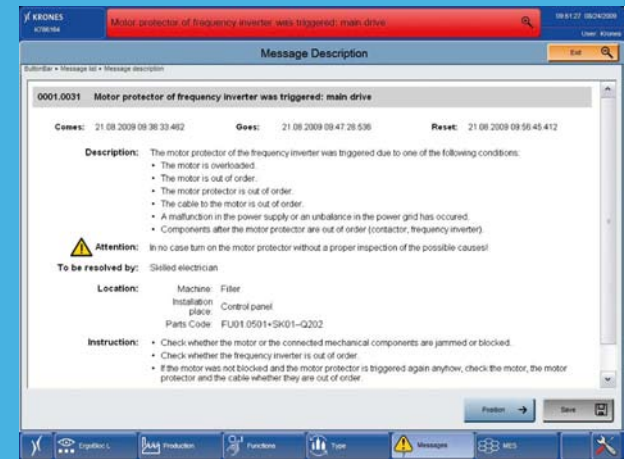 KRONES
K786164
Motor protector of frequency inverter was triggered: main drive
09:51:27 08/24/2009
User Krones
Message Description
Exit
ButtonBar • Message list • Message description
0001.0031 Motor protector of frequency inverter was triggered: main drive
Comes: 21.08.2009 09:38:33.462 Goes: 21.08.2009 09:47:28.536 Reset: 21.08.2009 09:56:45.412
Description: The motor protector of the frequency inverter was triggered due to one of the following conditions:
• The motor is overloaded.
• The motor is out of order.
• The motor protector is out of order.
• The cable to the motor is out of order.
• A malfunction in the power supply or an unbalance in the power grid has occured.
• Components after the motor protector are out of order (contactor, frequency inverter).
Attention: In no case turn on the motor protector without a proper inspection of the possible causes!
To be resolved by: Skilled electrician
Location: Machine: Filler
Installation place: Control panel
Parts Code: FU01.0501+SK01–Q202
Instruction: • Check whether the motor or the connected mechanical components are jammed or blocked.
• Check whether the frequency inverter is out of order.
• If the motor was not blocked and the motor protector is triggered again anyhow, check the motor, the motor
protector and the cable whether they are out of order.
Position Save
ErgoBloc L Production Functions Type Messages MES